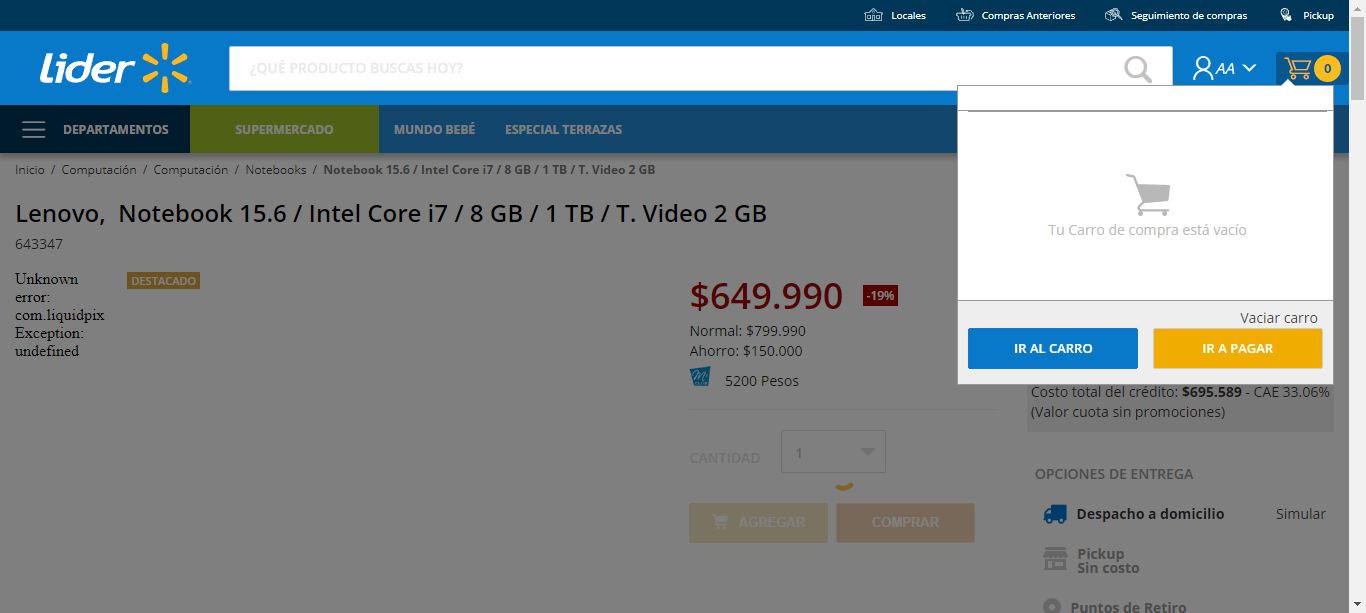 Locales
Compras Anteriores
Seguimiento de compras
Pickup
Lider
¿QUÉ PRODUCTO BUSCAS HOY?
AA
0
DEPARTAMENTOS
SUPERMERCADO
MUNDO BEBÉ
ESPECIAL TERRAZAS
Inicio / Computación / Computación / Notebooks / Notebook 15.6 / Intel Core i7 / 8 GB / 1 TB / T. Video 2 GB
Lenovo, Notebook 15.6 / Intel Core i7 / 8 GB / 1 TB / T. Video 2 GB
643347
Unknown
error:
com.liquidpix
Exception:
undefined
DESTACADO
$649.990 -19%
Normal: $799.990
Ahorro: $150.000
5200 Pesos
CANTIDAD 1
AGREGAR
COMPRAR
Tu Carro de compra está vacío
Vaciar carro
IR AL CARRO
IR A PAGAR
Costo total del crédito: $695.589 - CAE 33.06%
(Valor cuota sin promociones)
OPCIONES DE ENTREGA
Despacho a domicilio Simular
Pickup
Sin costo
Puntos de Retiro